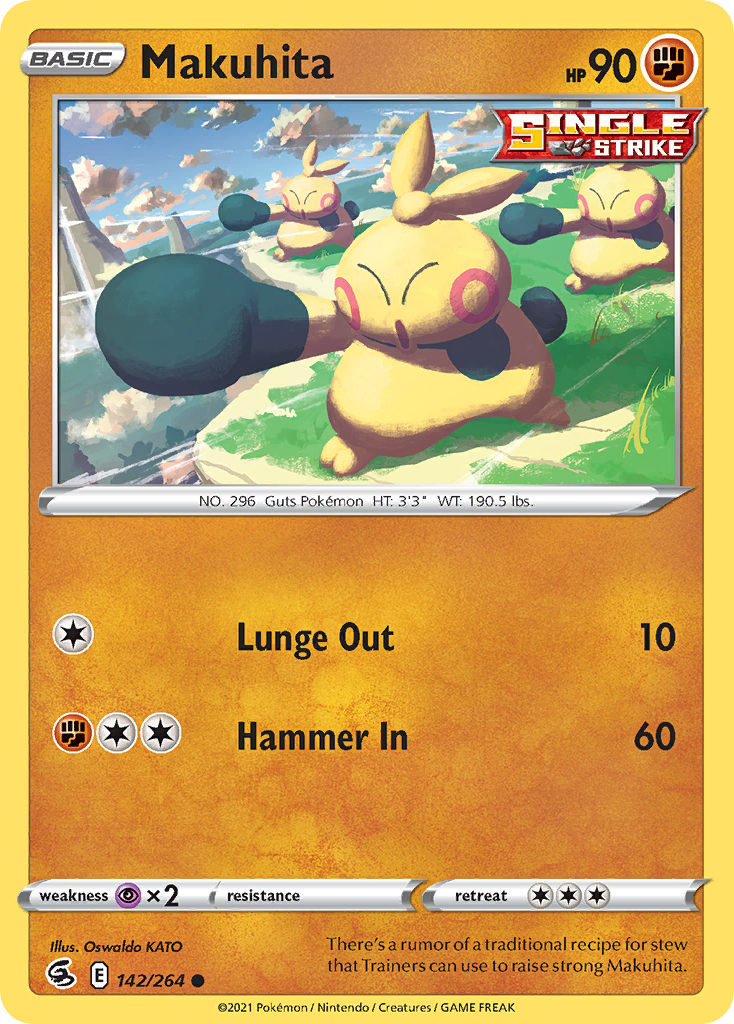 BASIC Makuhita HP 90
SINGLE
STRIKE
NO. 296 Guts Pokémon HT: 3'3" WT: 190.5 lbs.
Lunge Out 10
Hammer In 60
weakness ×2 resistance retreat
Illus. Oswaldo KATO
There's a rumor of a traditional recipe for stew
that Trainers can use to raise strong Makuhita.
E 142/264
©2021 Pokémon / Nintendo / Creatures / GAME FREAK